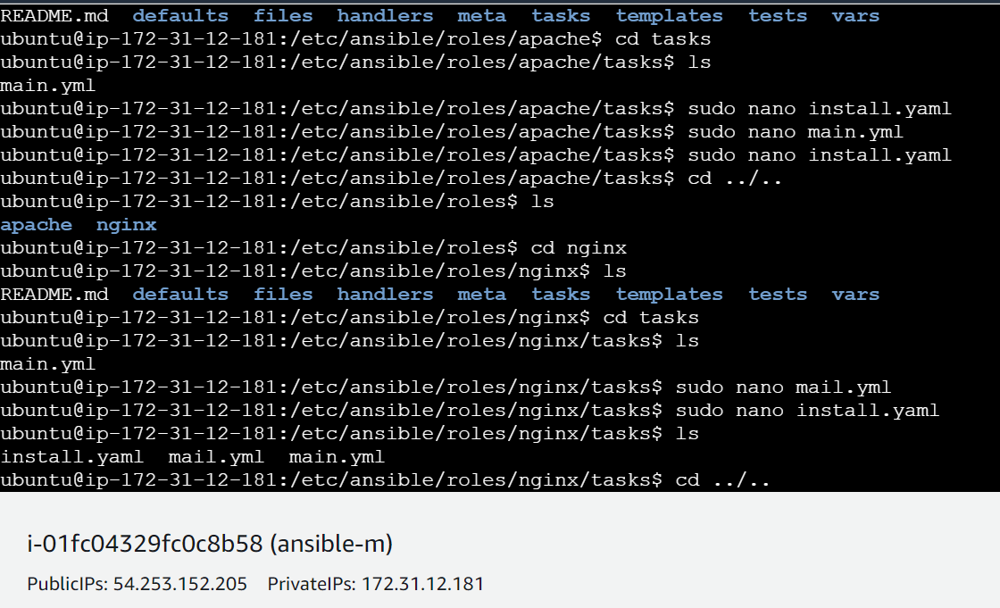 README.md  defaults  files  handlers  meta  tasks  templates  tests  vars
ubuntu@ip-172-31-12-181:/etc/ansible/roles/apache$ cd tasks
ubuntu@ip-172-31-12-181:/etc/ansible/roles/apache/tasks$ ls
main.yml
ubuntu@ip-172-31-12-181:/etc/ansible/roles/apache/tasks$ sudo nano install.yaml
ubuntu@ip-172-31-12-181:/etc/ansible/roles/apache/tasks$ sudo nano main.yml
ubuntu@ip-172-31-12-181:/etc/ansible/roles/apache/tasks$ sudo nano install.yaml
ubuntu@ip-172-31-12-181:/etc/ansible/roles/apache/tasks$ cd ../..
ubuntu@ip-172-31-12-181:/etc/ansible/roles$ ls
apache  nginx
ubuntu@ip-172-31-12-181:/etc/ansible/roles$ cd nginx
ubuntu@ip-172-31-12-181:/etc/ansible/roles/nginx$ ls
README.md  defaults  files  handlers  meta  tasks  templates  tests  vars
ubuntu@ip-172-31-12-181:/etc/ansible/roles/nginx$ cd tasks
ubuntu@ip-172-31-12-181:/etc/ansible/roles/nginx/tasks$ ls
main.yml
ubuntu@ip-172-31-12-181:/etc/ansible/roles/nginx/tasks$ sudo nano mail.yml
ubuntu@ip-172-31-12-181:/etc/ansible/roles/nginx/tasks$ sudo nano install.yaml
ubuntu@ip-172-31-12-181:/etc/ansible/roles/nginx/tasks$ ls
install.yaml  mail.yml  main.yml
ubuntu@ip-172-31-12-181:/etc/ansible/roles/nginx/tasks$ cd ../..
i-01fc04329fc0c8b58 (ansible-m)
PublicIPs: 54.253.152.205  PrivateIPs: 172.31.12.181